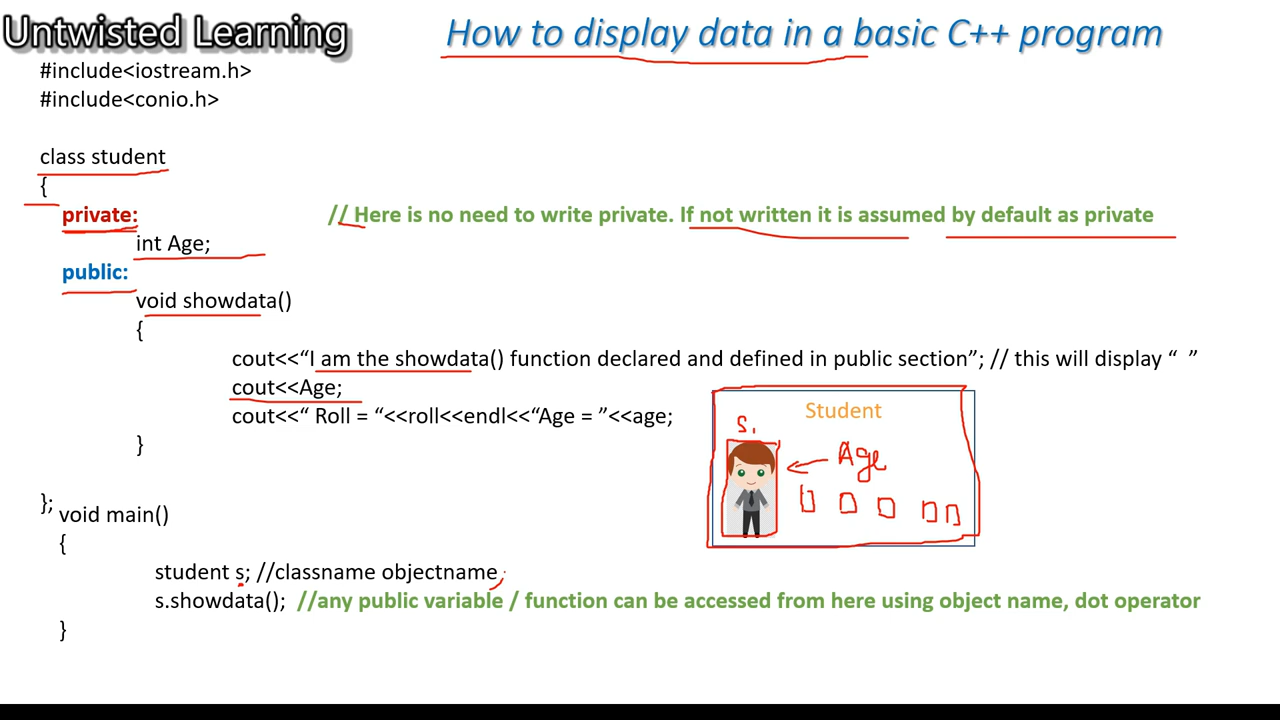 Untwisted Learning
How to display data in a basic C++ program
#include<iostream.h>
#include<conio.h>
class student
{
private:
// Here is no need to write private. If not written it is assumed by default as private
int Age;
public:
void showdata()
{
cout<<“I am the showdata() function declared and defined in public section”; // this will display “  ”
cout<<Age;
cout<<“ Roll = “<<roll<<endl<<“Age = ”<<age;
}
Student
S.
Age
};
void main()
{
student s; //classname objectname
s.showdata(); //any public variable / function can be accessed from here using object name, dot operator
}